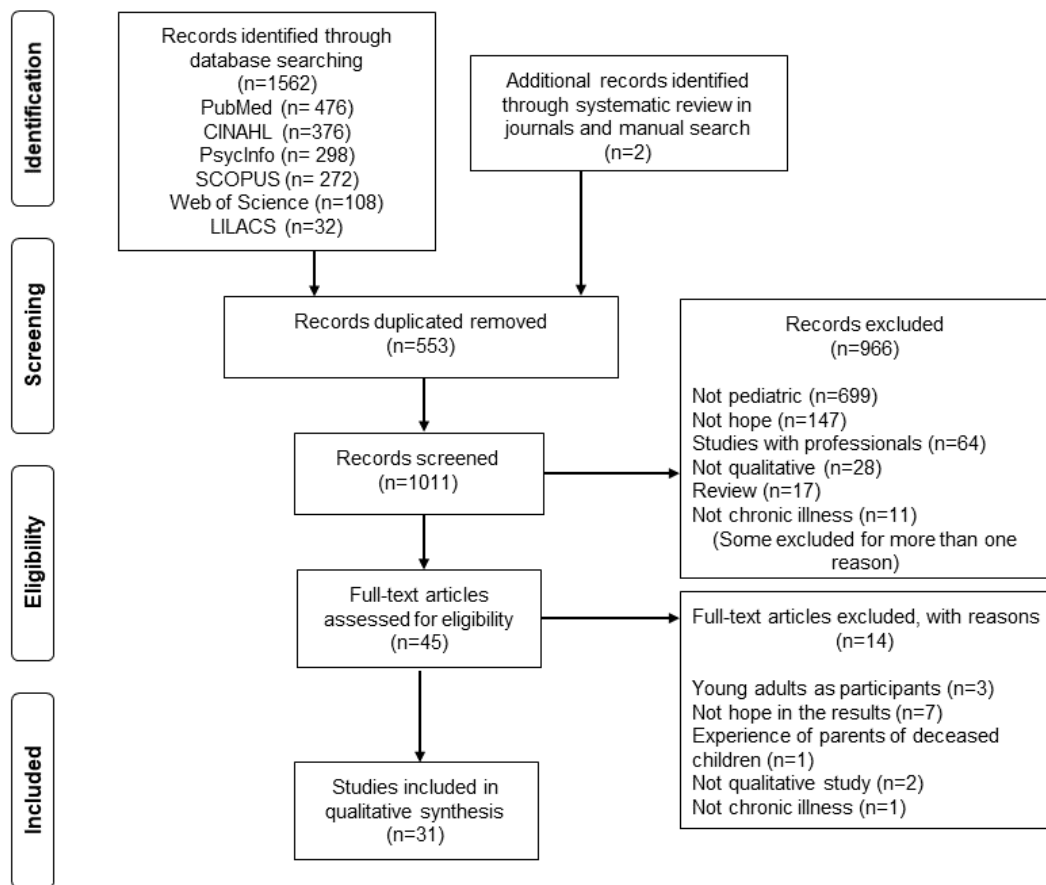 Identification
Records identified through
database searching
(n=1562)
PubMed (n= 476)
CINAHL (n=376)
PsycInfo (n= 298)
SCOPUS (n= 272)
Web of Science (n=108)
LILACS (n=32)
Additional records identified
through systematic review in
journals and manual search
(n=2)
Screening
Records duplicated removed
(n=553)
Records excluded
(n=966)
Not pediatric (n=699)
Not hope (n=147)
Studies with professionals (n=64)
Not qualitative (n=28)
Review (n=17)
Not chronic illness (n=11)
(Some excluded for more than one
reason)
Records screened
(n=1011)
Eligibility
Full-text articles
assessed for eligibility
(n=45)
Full-text articles excluded, with reasons
(n=14)
Young adults as participants (n=3)
Not hope in the results (n=7)
Experience of parents of deceased
children (n=1)
Not qualitative study (n=2)
Not chronic illness (n=1)
Included
Studies included in
qualitative synthesis
(n=31)